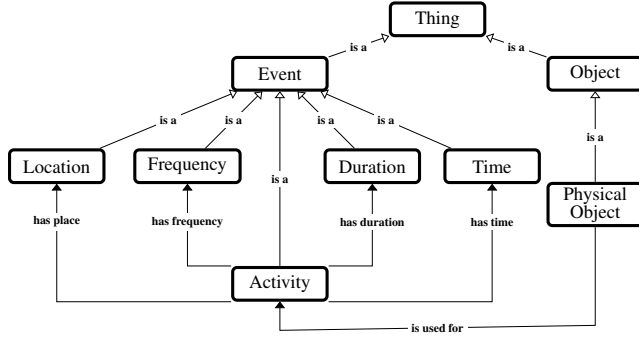 Thing
is a
is a
Event
Object
is a
is a
is a
is a
Location
Frequency
Duration
Time
is a
is a
Physical
Object
has place
has frequency
has duration
has time
Activity
is used for